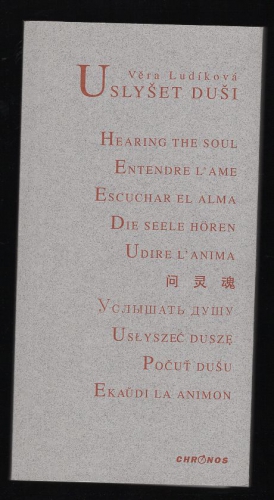 Věra Ludíková
USLYŠET DUŠI
HEARING THE SOUL
ENTENDRE L'AME
ESCUCHAR EL ALMA
DIE SEELE HÖREN
UDIRE L'ANIMA
问灵魂
УСЛЫШАТЬ ДУШУ
USŁYSZEĆ DUSZĘ
POČUŤ DUŠU
EKAŬDI LA ANIMON
CHRONOS